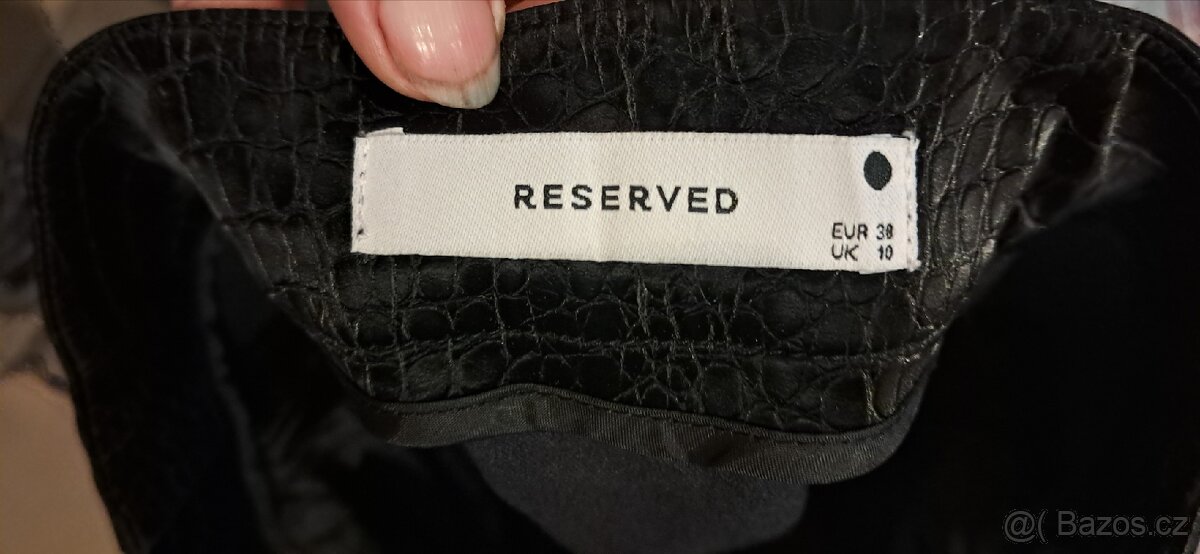 RESERVED
EUR 38
UK 10
@( Bazos.cz